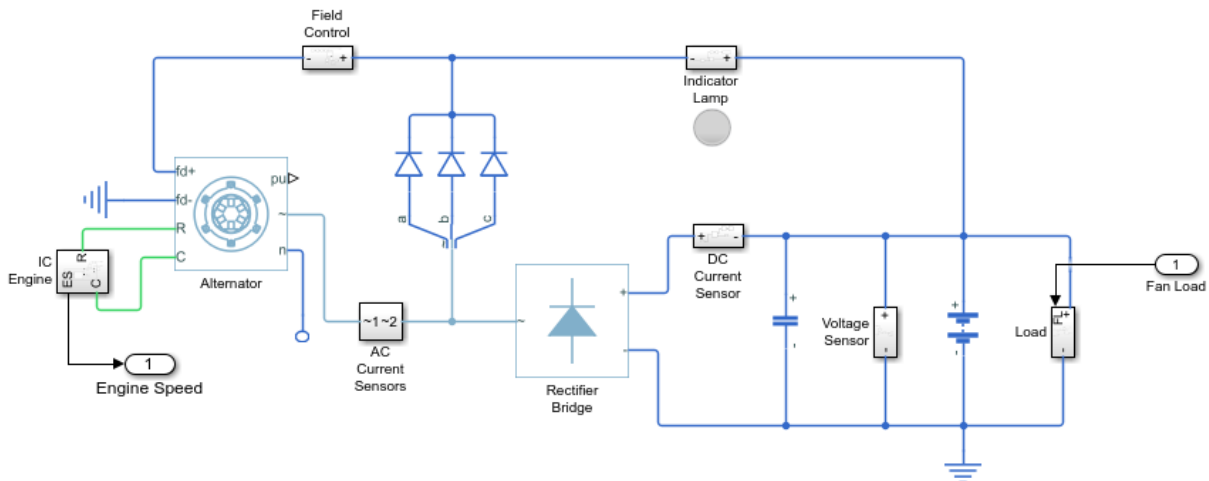 Field
Control
- +
- +
Indicator
Lamp
fd+
pu
fd-
~
R
n
C
Alternator
a
b
c
IC
Engine
R
ES
C
1
Engine Speed
~1 ~2
AC
Current
Sensors
~
+
-
Rectifier
Bridge
+ -
DC
Current
Sensor
+
-
Voltage
Sensor
+
-
+
-
Load
FL
+
-
1
Fan Load